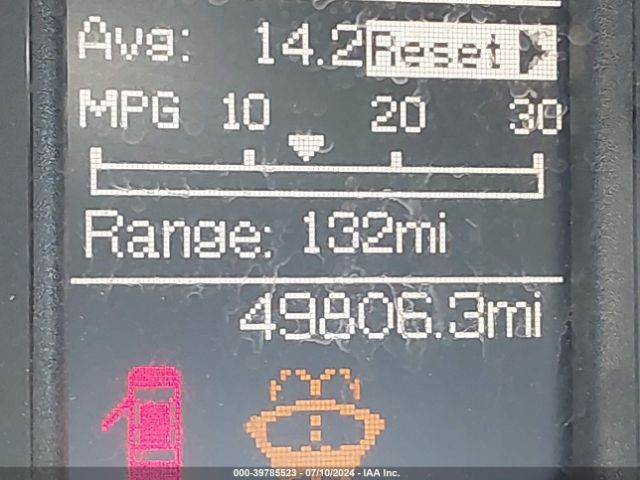 Avg: 14.2 Reset
MPG 10 20 30
Range: 132mi
49806.3mi
000-39785523 - 07/10/2024 - IAA Inc.